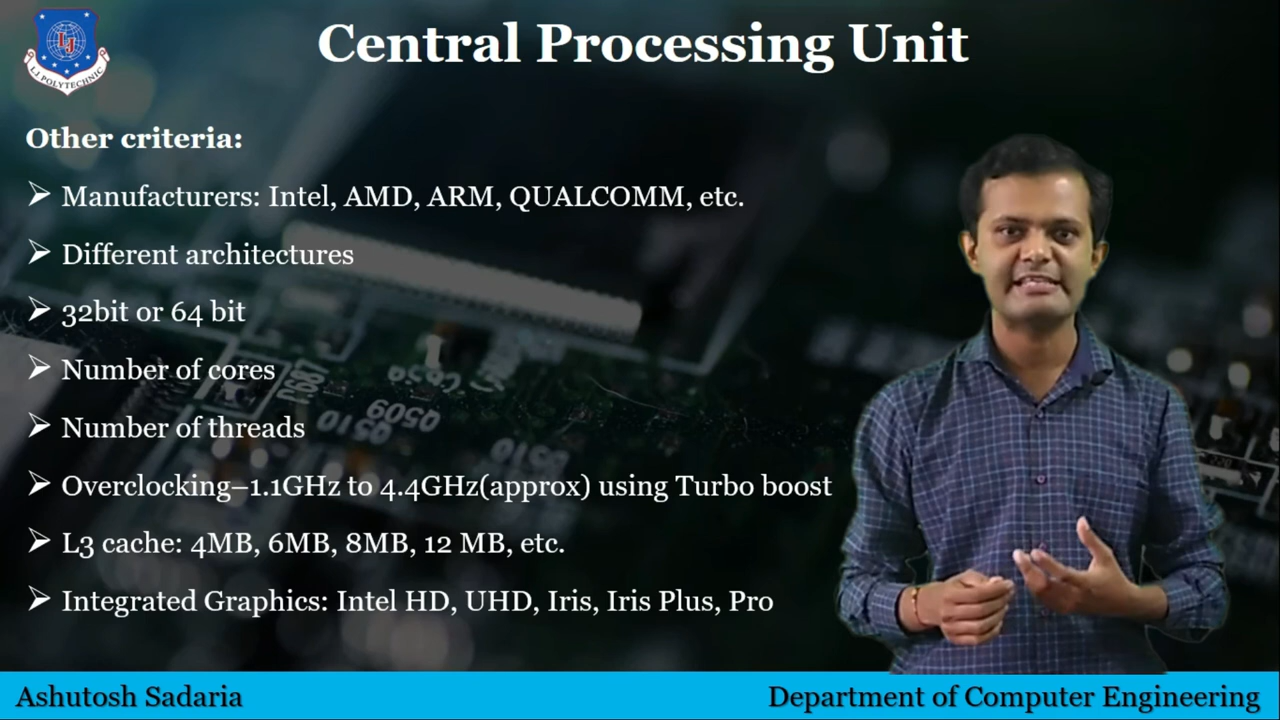 LJ
LJ POLYTECHNIC
Central Processing Unit
Other criteria:
➢ Manufacturers: Intel, AMD, ARM, QUALCOMM, etc.
➢ Different architectures
➢ 32bit or 64 bit
➢ Number of cores
➢ Number of threads
➢ Overclocking–1.1GHz to 4.4GHz(approx) using Turbo boost
➢ L3 cache: 4MB, 6MB, 8MB, 12 MB, etc.
➢ Integrated Graphics: Intel HD, UHD, Iris, Iris Plus, Pro
Q509
Q510
Ashutosh Sadaria
Department of Computer Engineering